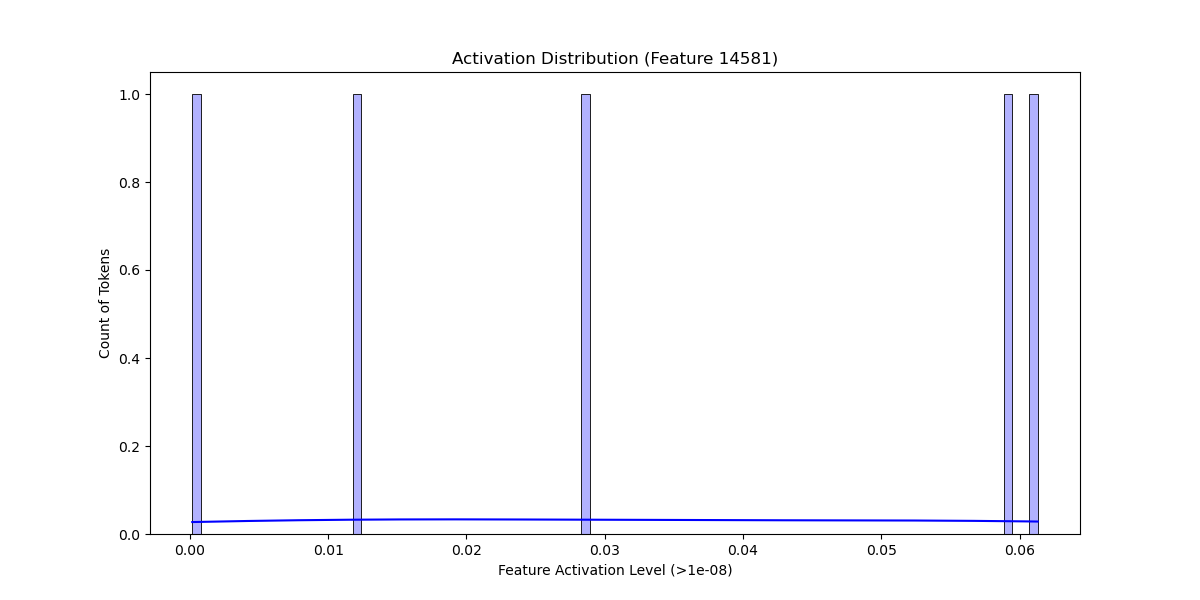 Activation Distribution (Feature 14581)
1.0
0.8
0.6
0.4
0.2
0.0
Count of Tokens
0.00 0.01 0.02 0.03 0.04 0.05 0.06
Feature Activation Level (>1e-08)